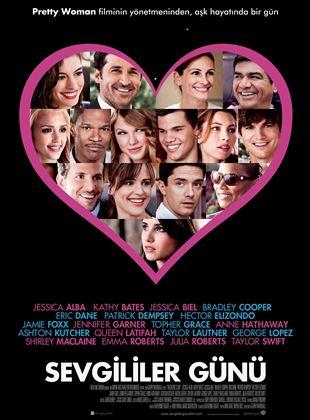 Pretty Woman filminin yönetmeninden, aşk hayatında bir gün
JESSICA ALBA KATHY BATES JESSICA BIEL BRADLEY COOPER
ERIC DANE PATRICK DEMPSEY HECTOR ELIZONDO
JAMIE FOXX JENNIFER GARNER TOPHER GRACE ANNE HATHAWAY
ASHTON KUTCHER QUEEN LATIFAH TAYLOR LAUTNER GEORGE LOPEZ
SHIRLEY MACLAINE EMMA ROBERTS JULIA ROBERTS TAYLOR SWIFT
SEVGİLİLER GÜNÜ